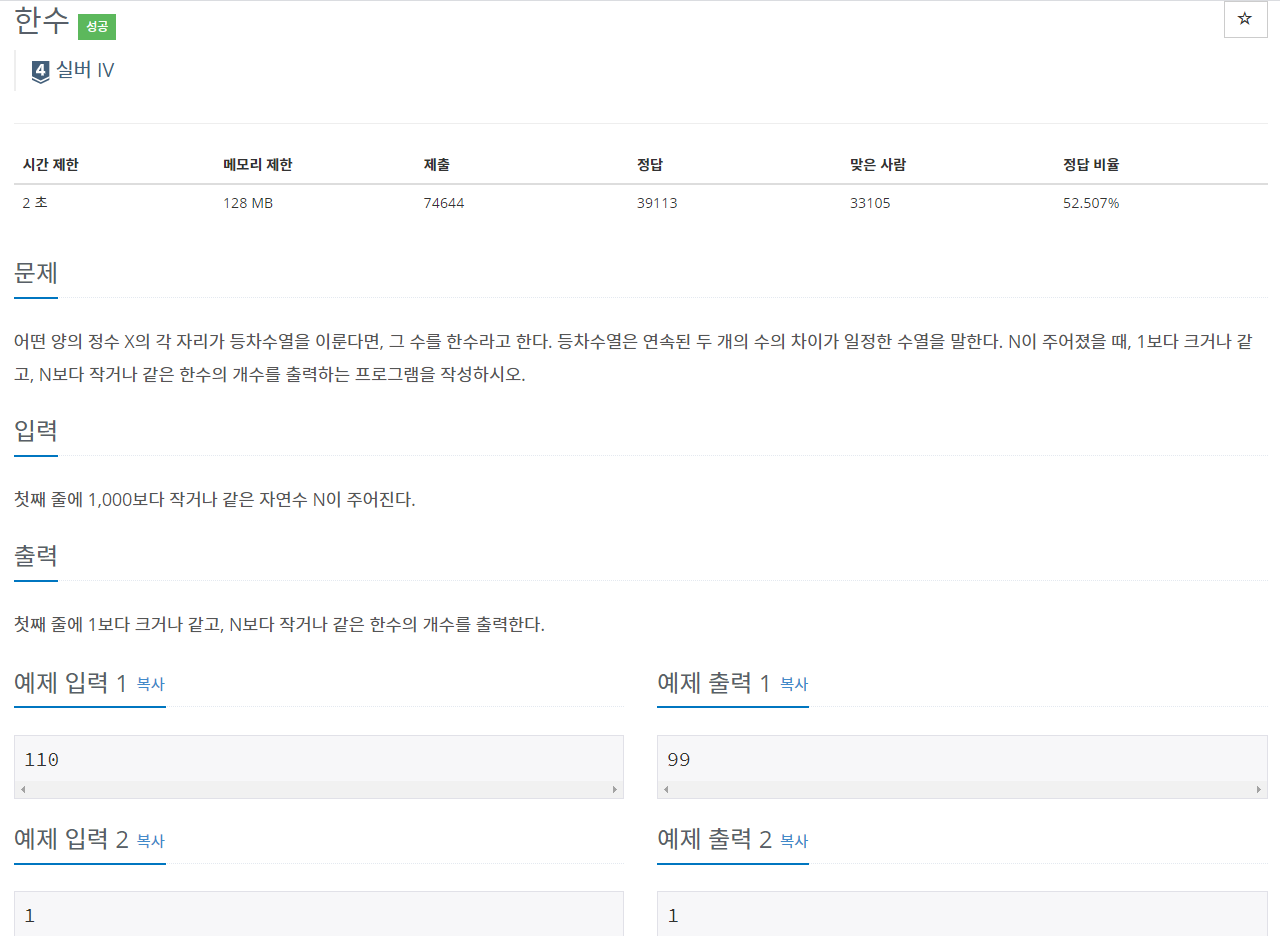 한수 성공
☆
4 실버 IV
시간 제한 메모리 제한 제출 정답 맞은 사람 정답 비율
2 초 128 MB 74644 39113 33105 52.507%
문제
어떤 양의 정수 X의 각 자리가 등차수열을 이룬다면, 그 수를 한수라고 한다. 등차수열은 연속된 두 개의 수의 차이가 일정한 수열을 말한다. N이 주어졌을 때, 1보다 크거나 같
고, N보다 작거나 같은 한수의 개수를 출력하는 프로그램을 작성하시오.
입력
첫째 줄에 1,000보다 작거나 같은 자연수 N이 주어진다.
출력
첫째 줄에 1보다 크거나 같고, N보다 작거나 같은 한수의 개수를 출력한다.
예제 입력 1 복사
110
예제 출력 1 복사
99
예제 입력 2 복사
1
예제 출력 2 복사
1